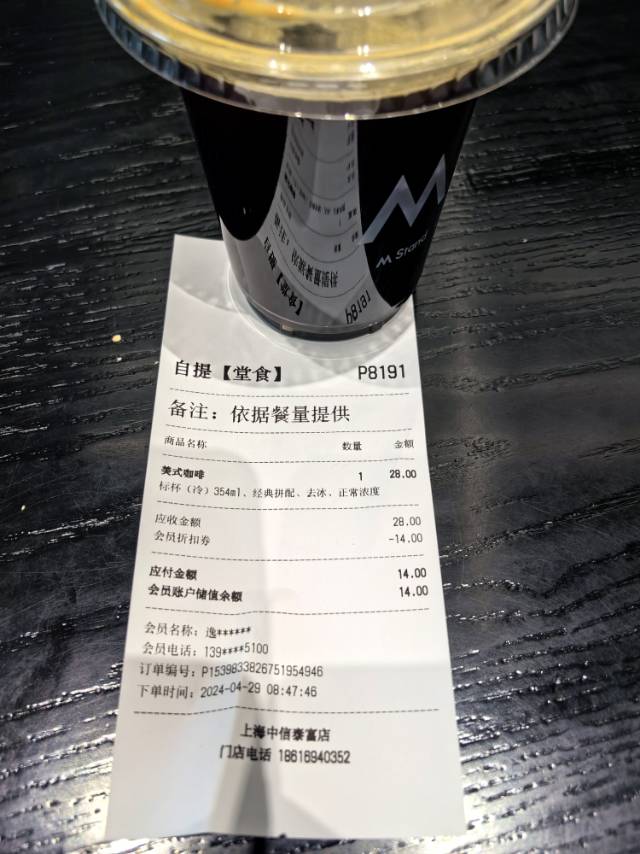 M Stand
自提【堂食】 P8191
备注：依据餐量提供
商品名称 数量 金额
美式咖啡 1 28.00
标杯（冷）354ml、经典拼配、去冰、正常浓度
应收金额 28.00
会员折扣券 -14.00
应付金额 14.00
会员账户储值余额 14.00
会员名称：逸******
会员电话：139****5100
订单编号：P1539833826751954946
下单时间：2024-04-29 08:47:46
上海中信泰富店
门店电话 18616940352